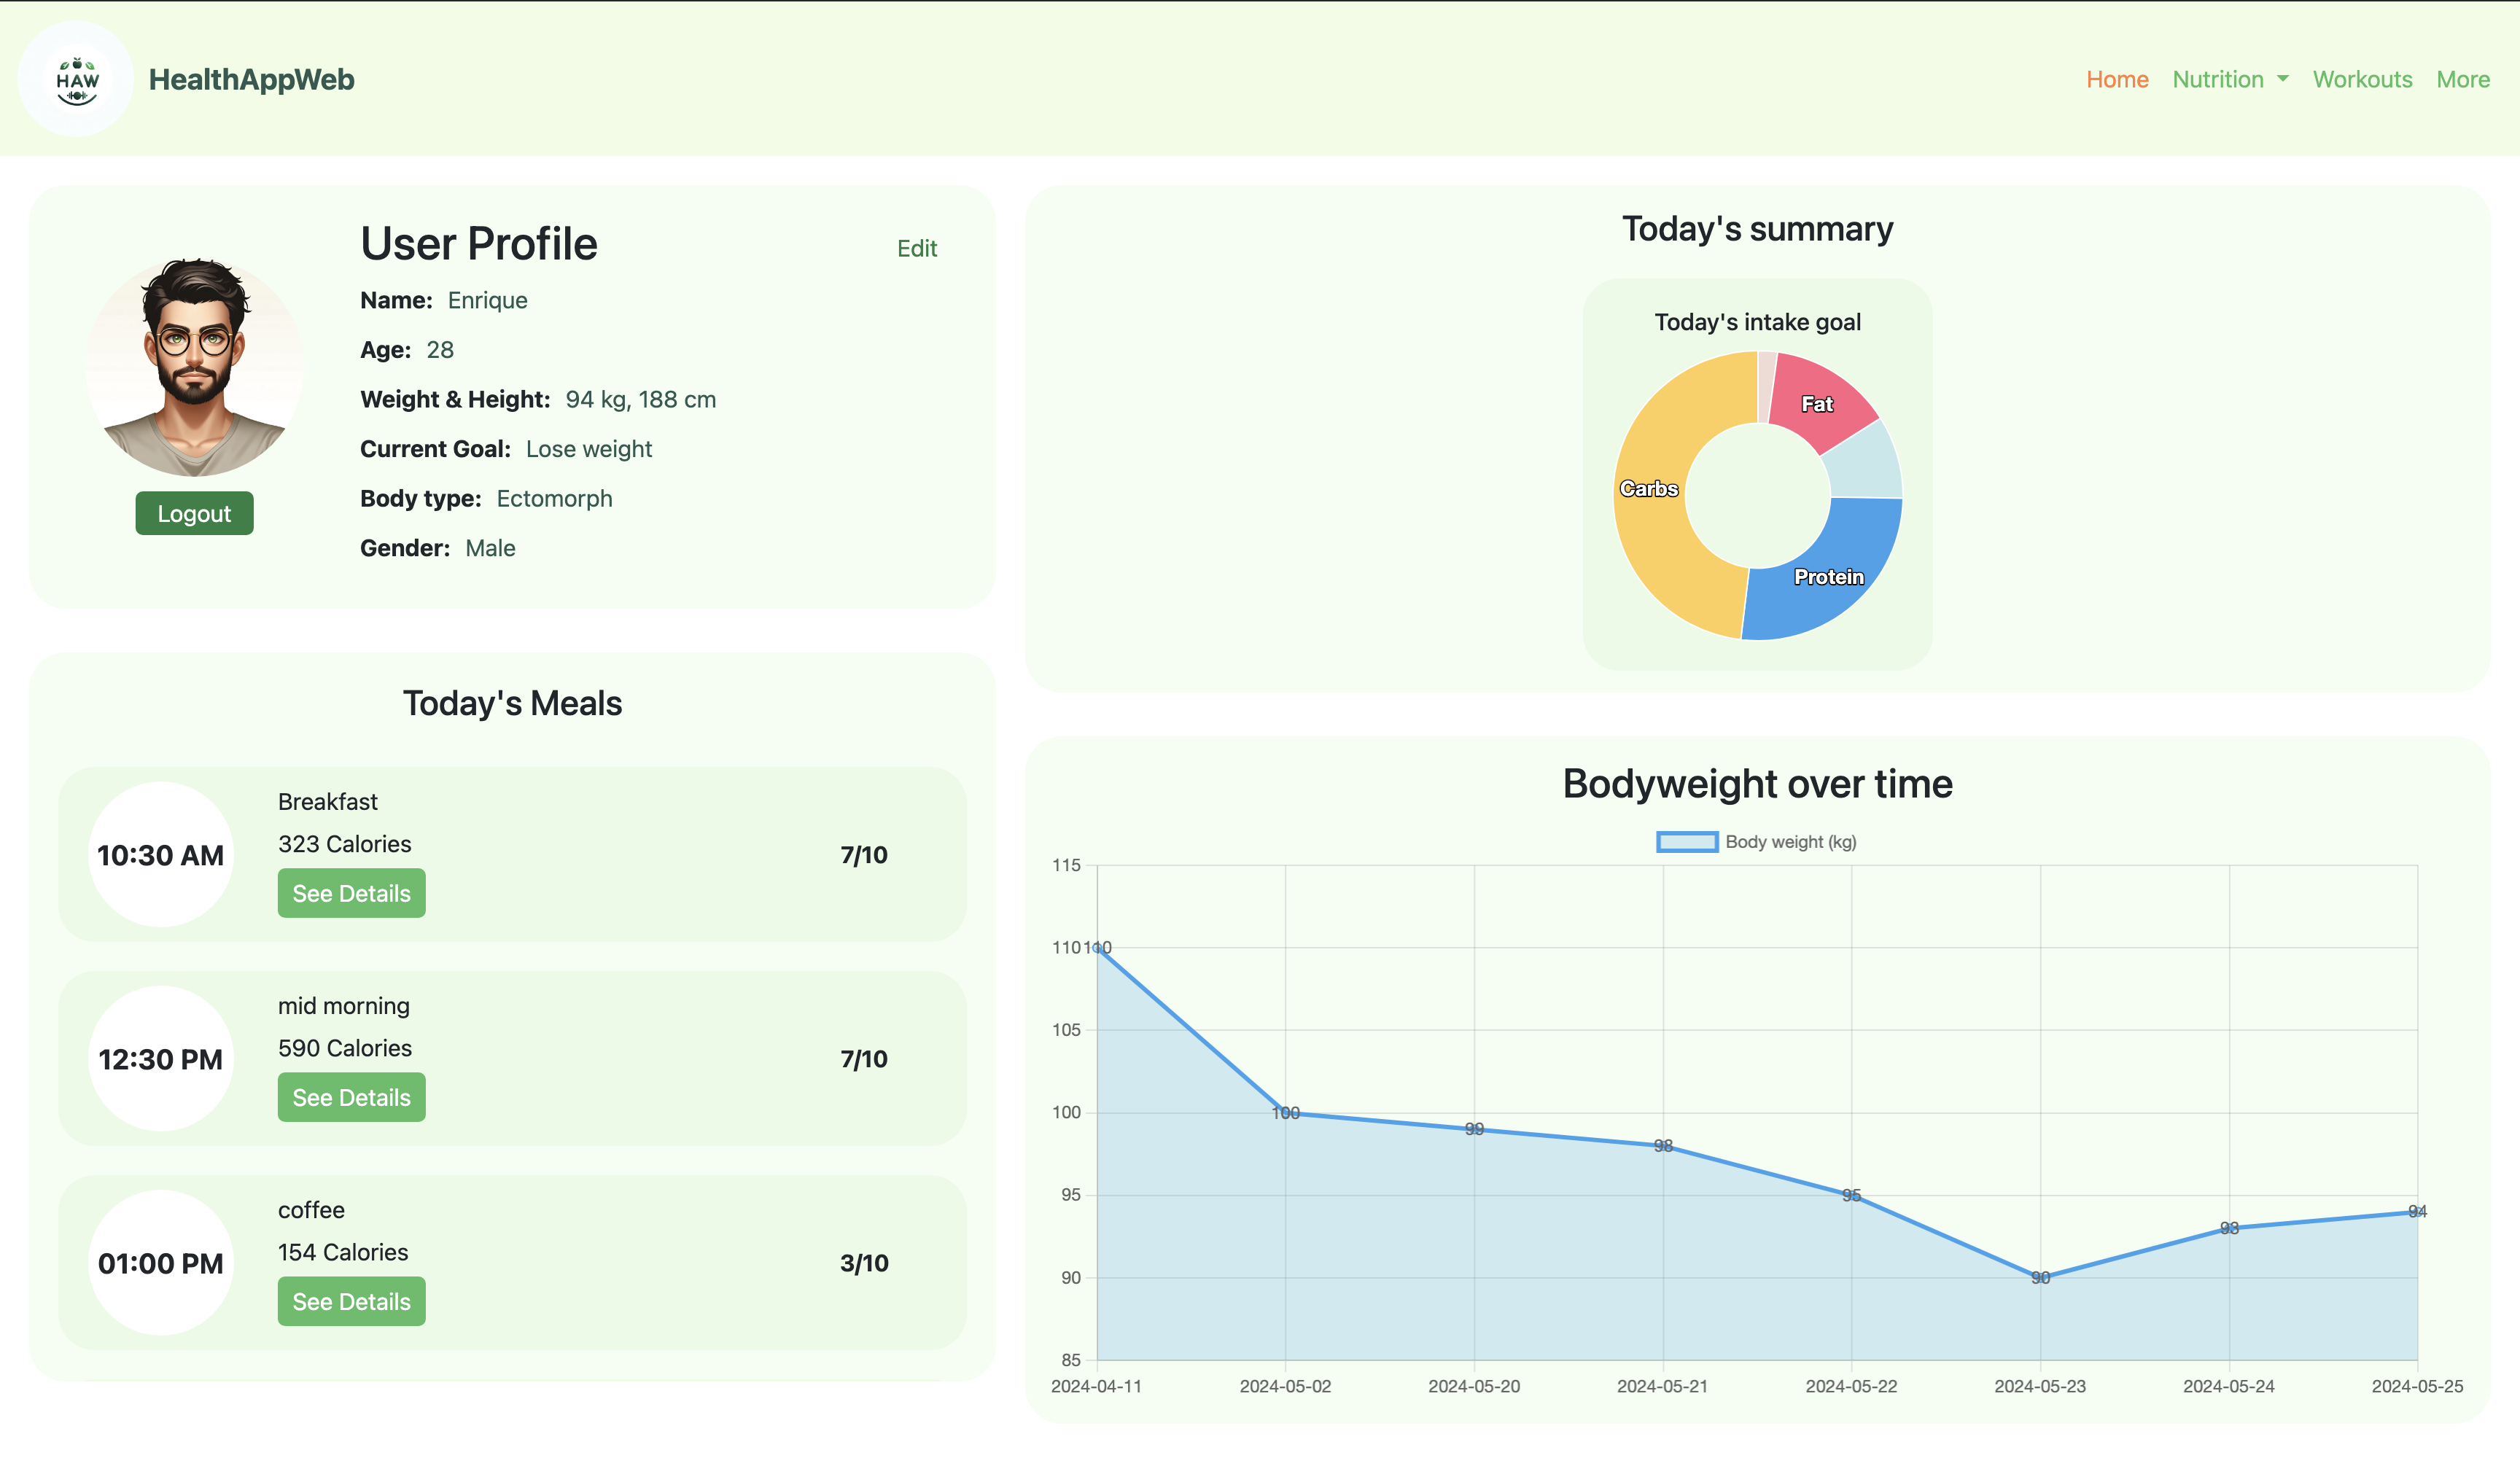 HAW
HealthAppWeb
Home Nutrition Workouts More
User Profile
Edit
Name: Enrique
Age: 28
Weight & Height: 94 kg, 188 cm
Current Goal: Lose weight
Body type: Ectomorph
Gender: Male
Logout
Today's Meals
10:30 AM
Breakfast
323 Calories
See Details
7/10
12:30 PM
mid morning
590 Calories
See Details
7/10
01:00 PM
coffee
154 Calories
See Details
3/10
Today's summary
Today's intake goal
Fat
Carbs
Protein
Bodyweight over time
Body weight (kg)
115
110
105
100
95
90
85
110
100
99
98
95
90
93
94
2024-04-11 2024-05-02 2024-05-20 2024-05-21 2024-05-22 2024-05-23 2024-05-24 2024-05-25